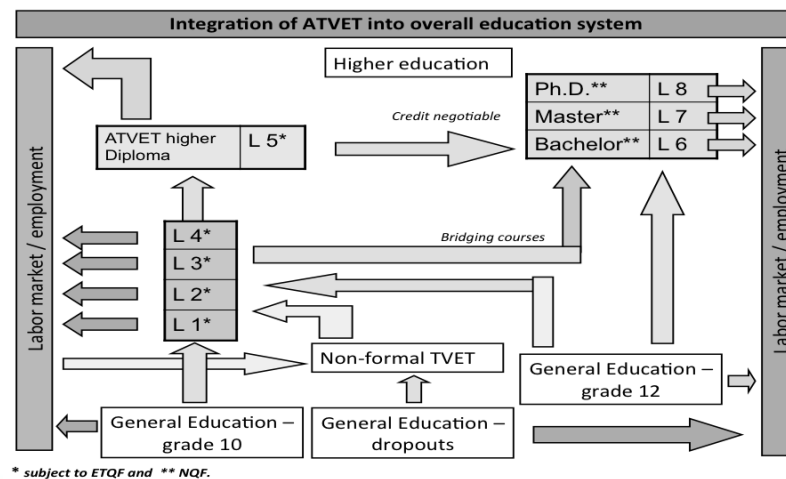 Integration of ATVET into overall education system
Labor market / employment
Higher education
Ph.D.** L 8
Master** L 7
Bachelor** L 6
Credit negotiable
ATVET higher
Diploma
L 5*
L 4*
L 3*
L 2*
L 1*
Bridging courses
Non-formal TVET
General Education –
grade 12
General Education –
grade 10
General Education –
dropouts
Labor market / employment
* subject to ETQF and ** NQF.